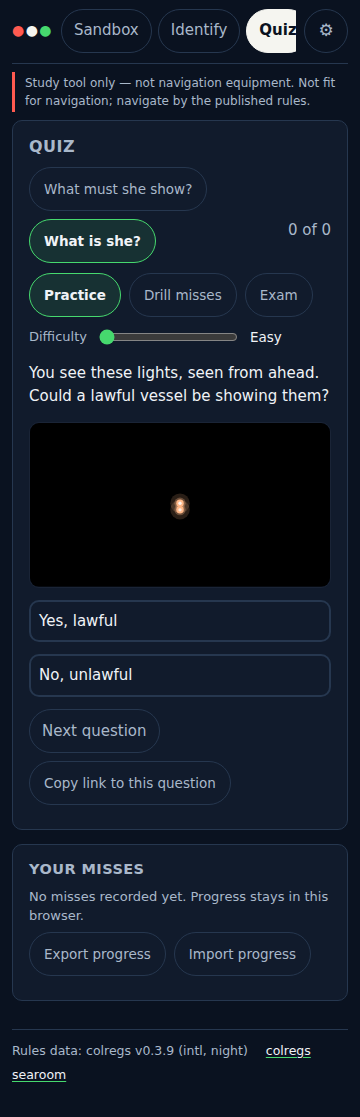 Sandbox Identify Quiz ⚙
Study tool only — not navigation equipment. Not fit
for navigation; navigate by the published rules.
QUIZ
What must she show?
What is she?
0 of 0
Practice Drill misses Exam
Difficulty Easy
You see these lights, seen from ahead.
Could a lawful vessel be showing them?
Yes, lawful
No, unlawful
Next question
Copy link to this question
YOUR MISSES
No misses recorded yet. Progress stays in this
browser.
Export progress Import progress
Rules data: colregs v0.3.9 (intl, night) colregs
searoom